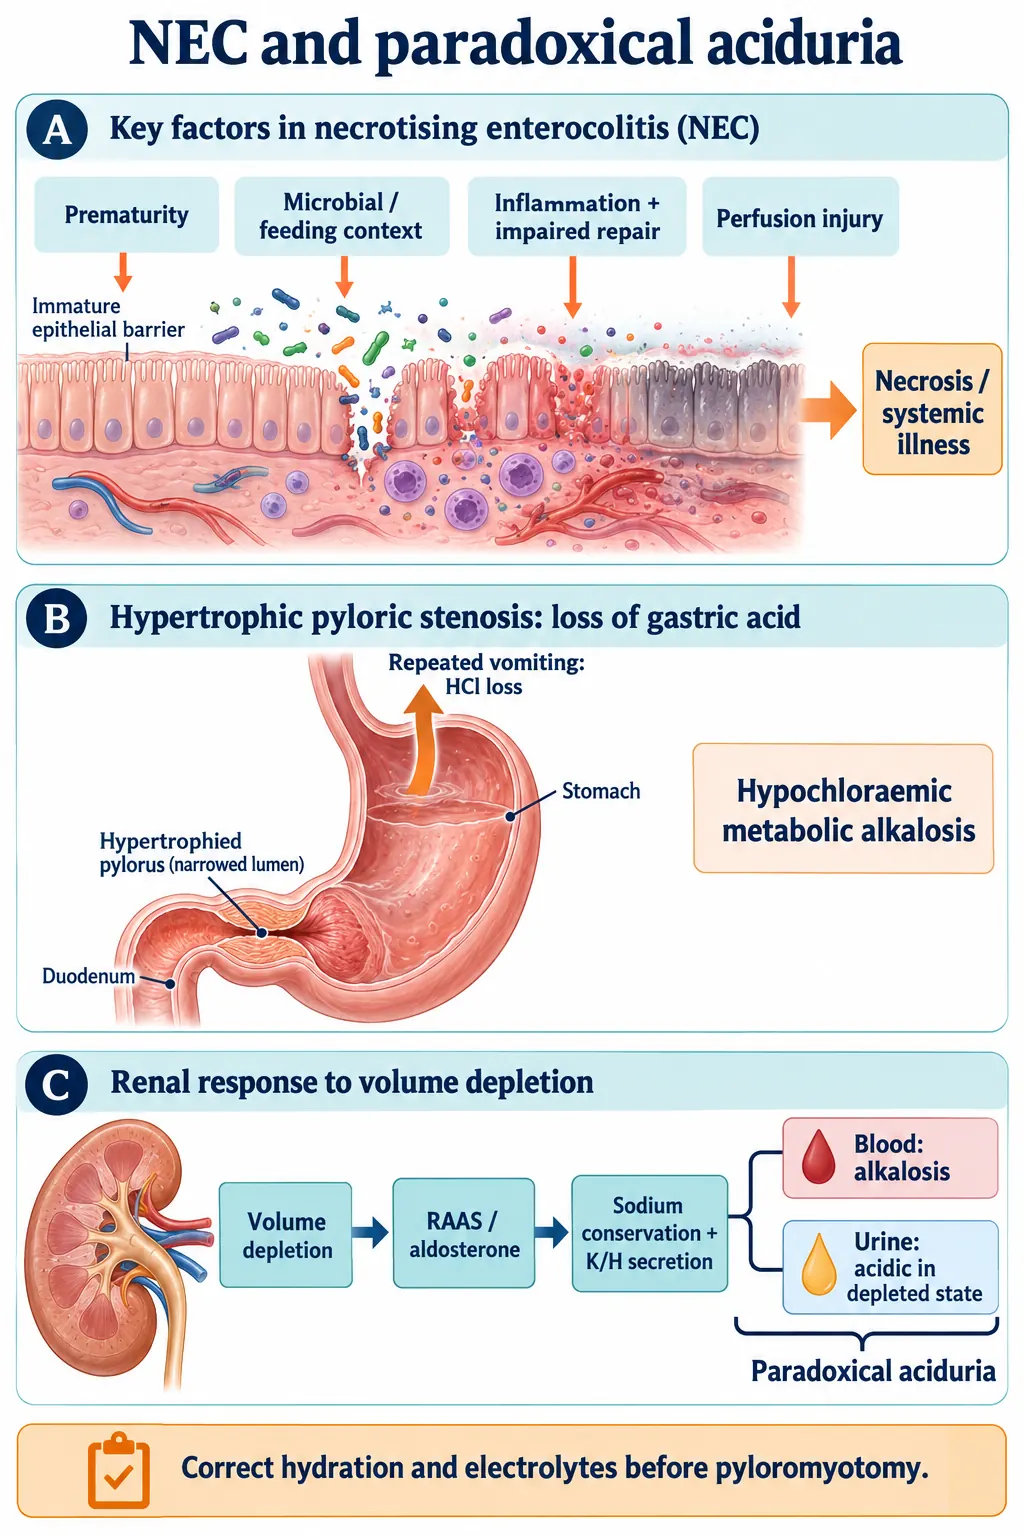 NEC and paradoxical aciduria
A
Key factors in necrotising enterocolitis (NEC)
Prematurity
Microbial /
feeding context
Inflammation +
impaired repair
Perfusion injury
Immature
epithelial barrier
Necrosis /
systemic
illness
B
Hypertrophic pyloric stenosis: loss of gastric acid
Repeated vomiting:
HCl loss
Stomach
Hypertrophied
pylorus (narrowed lumen)
Duodenum
Hypochloraemic
metabolic alkalosis
C
Renal response to volume depletion
Volume
depletion
RAAS /
aldosterone
Sodium
conservation +
K/H secretion
Blood:
alkalosis
Urine:
acidic in
depleted state
Paradoxical aciduria
Correct hydration and electrolytes before pyloromyotomy.